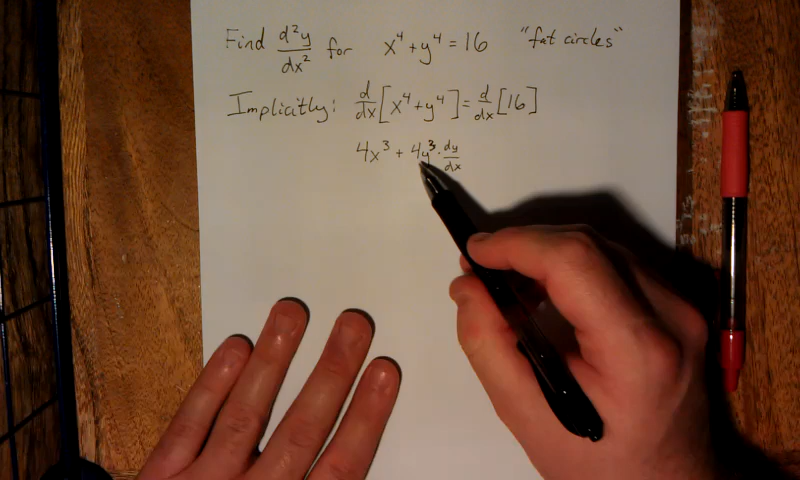 Find d²y/dx² for x⁴+y⁴=16 "fat circles"
Implicitly: d/dx[x⁴+y⁴]=d/dx[16]
4x³+4y³·dy/dx